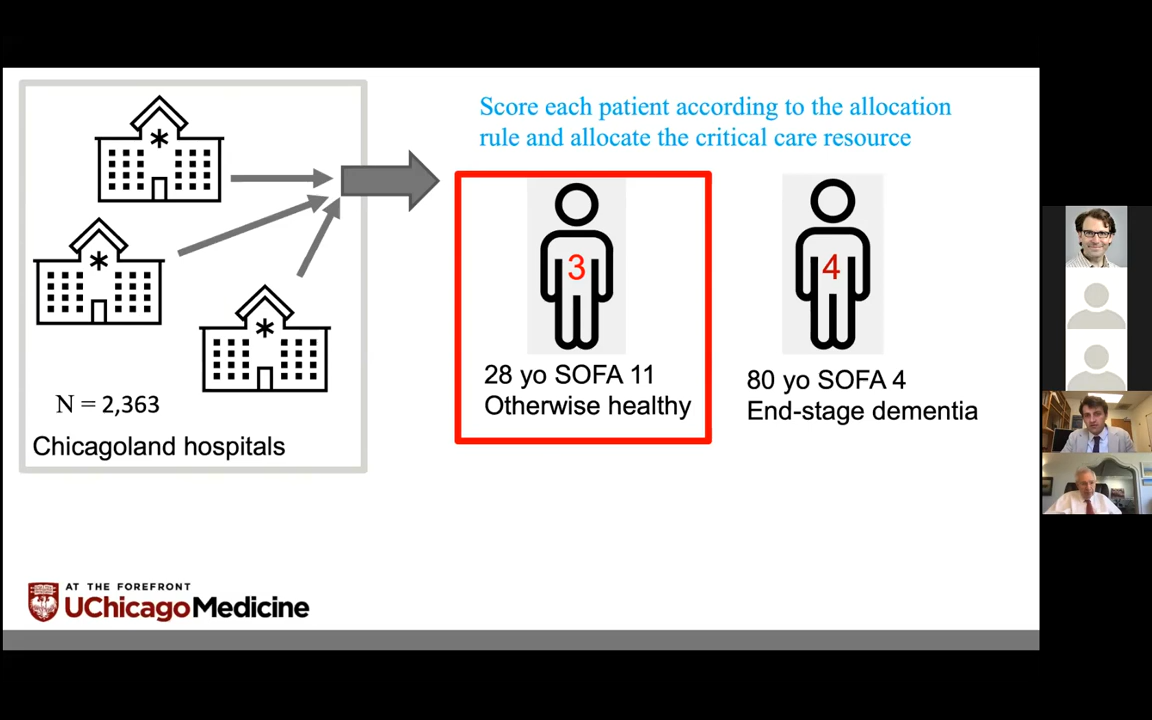 Score each patient according to the allocation
rule and allocate the critical care resource
3
4
28 yo SOFA 11
Otherwise healthy
80 yo SOFA 4
End-stage dementia
N = 2,363
Chicagoland hospitals
AT THE FOREFRONT
UChicagoMedicine